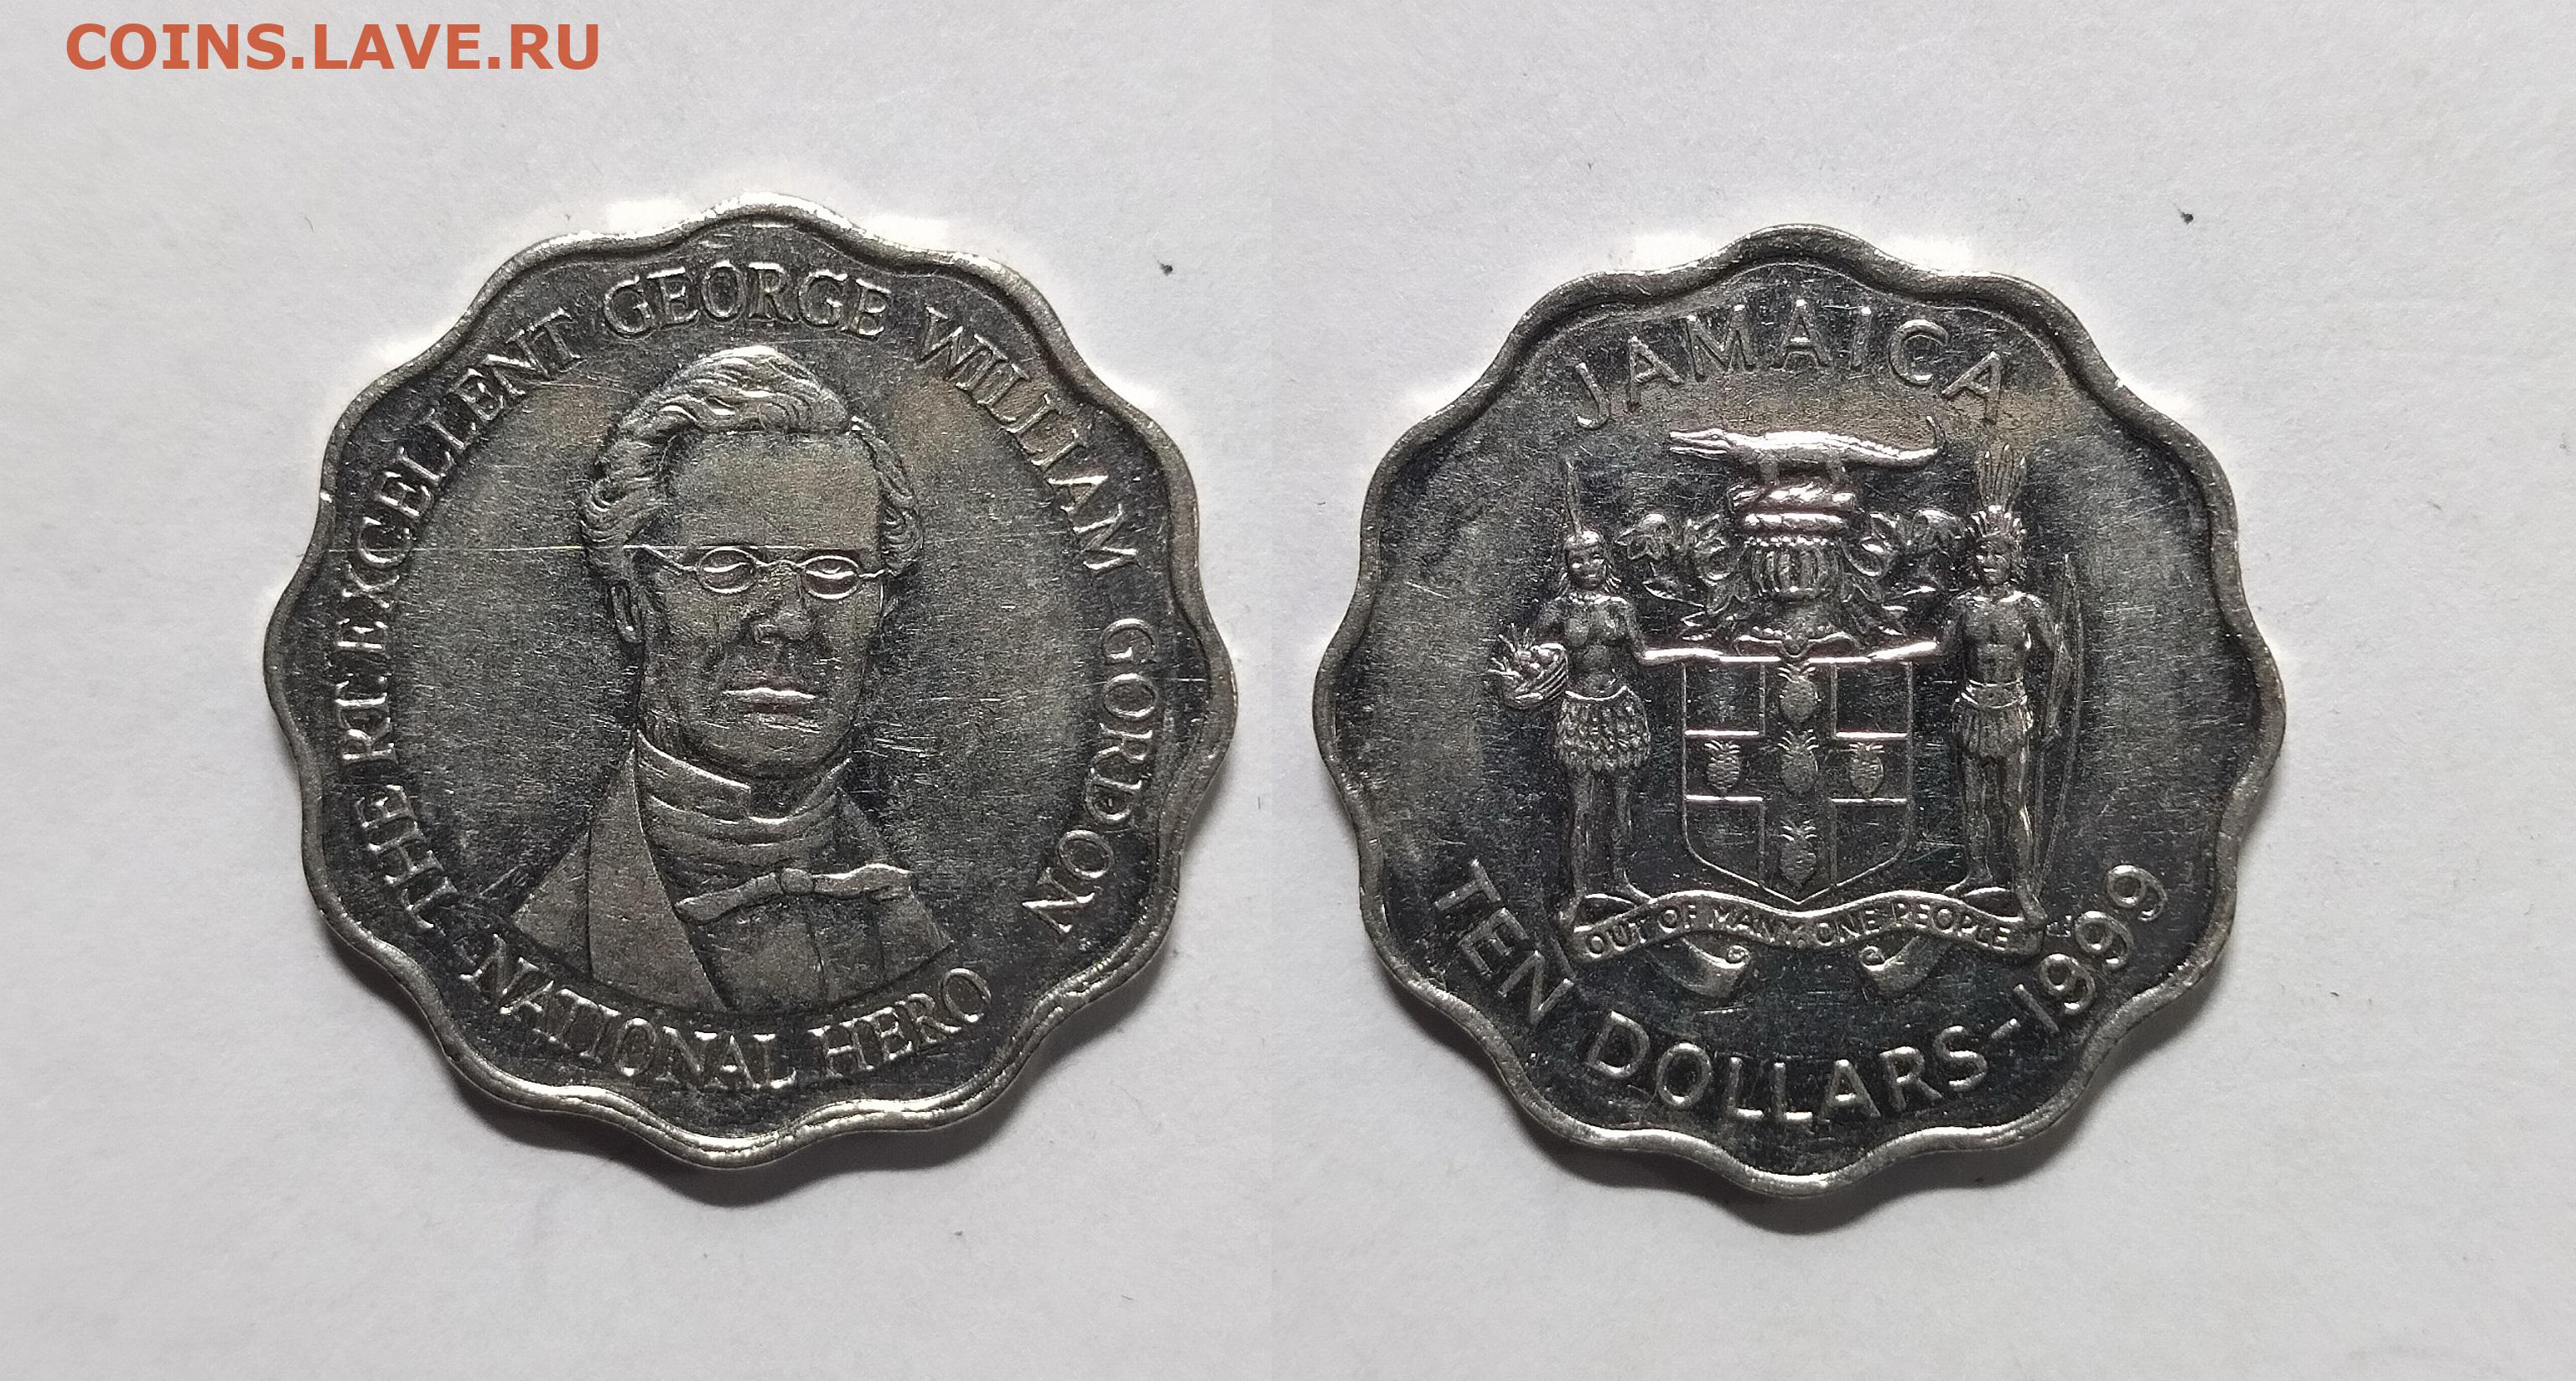 COINS.LAVE.RU
THE RT. EXCELLENT GEORGE WILLIAM GORDON
NATIONAL HERO
JAMAICA
OUT OF MANY, ONE PEOPLE
TEN DOLLARS-1999